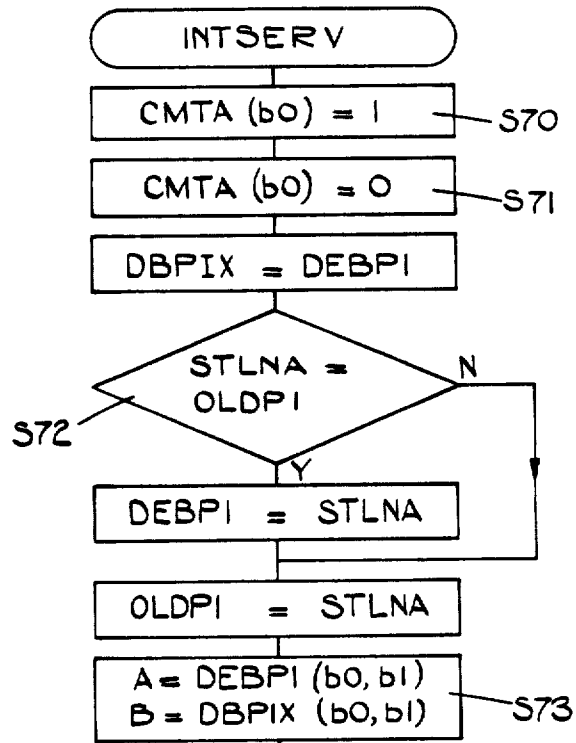 INTSERV
CMTA (b0) = 1
S70
CMTA (b0) = 0
S71
DBPIX = DEBPI
STLNA =
OLDPI
N
S72
Y
DEBPI = STLNA
OLDPI = STLNA
A = DEBPI (b0, b1)
B = DBPIX (b0, b1)
S73